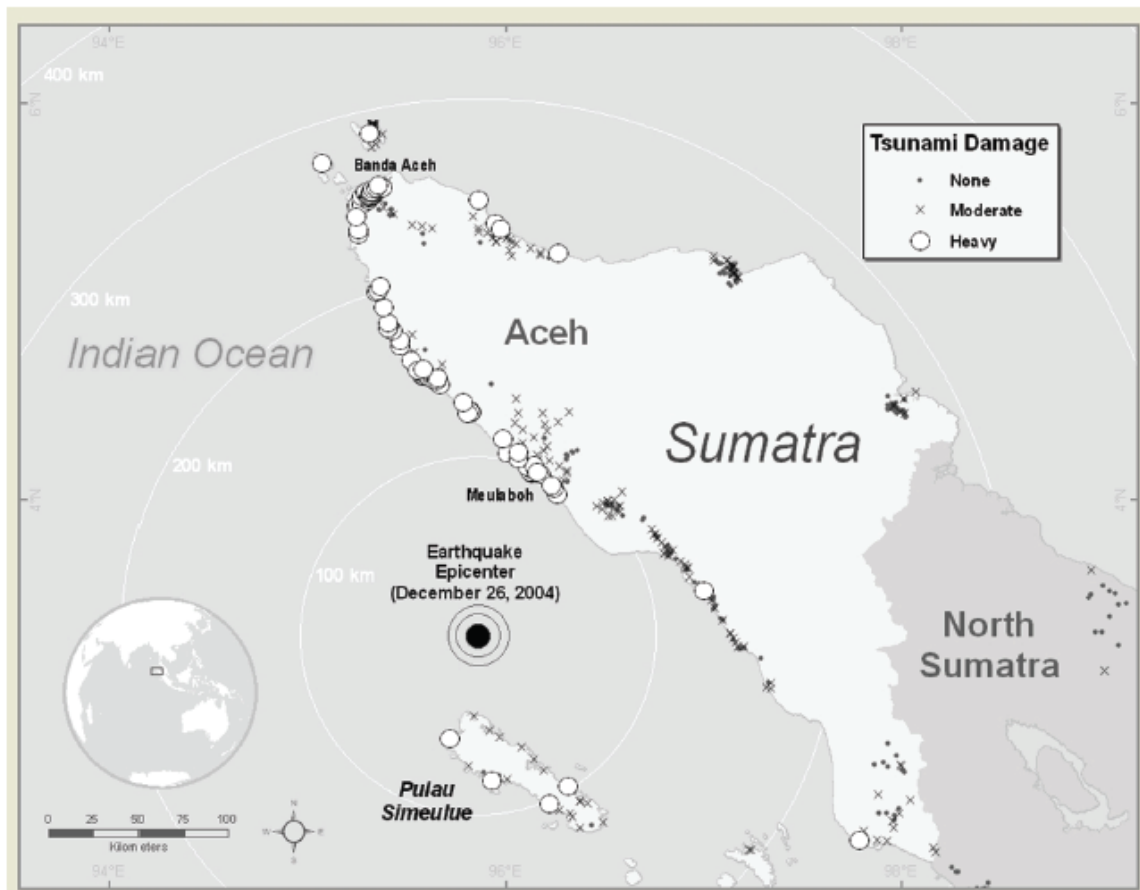 94°E
96°E
98°E
400 km
6°N
6°N
Tsunami Damage
None
Moderate
Heavy
Banda Aceh
300 km
Indian Ocean
Aceh
Sumatra
200 km
Meulaboh
4°N
4°N
Earthquake
Epicenter
(December 26, 2004)
100 km
North
Sumatra
Pulau
Simeulue
0 25 50 75 100
Kilometers
N
W E
S
94°E
96°E
98°E